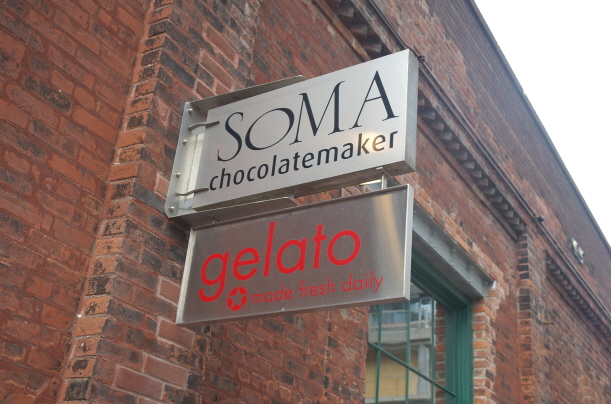 SOMA
chocolatemaker
gelato
made fresh daily